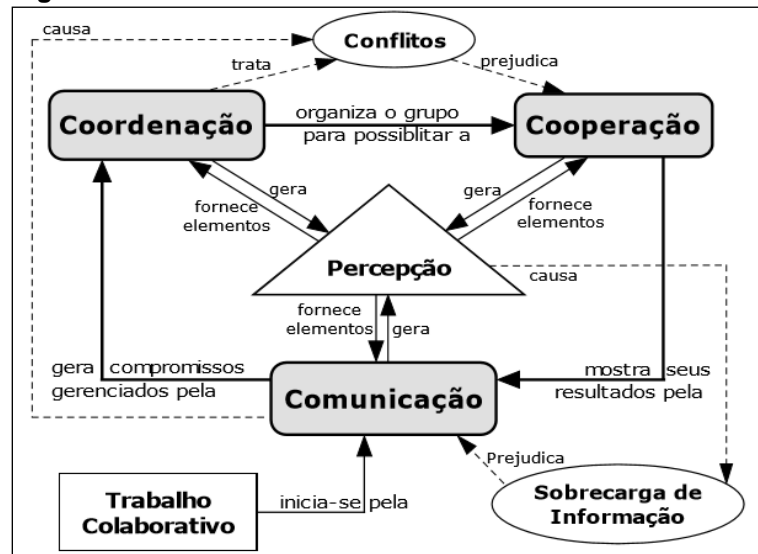 causa
Conflitos
trata
prejudica
Coordenação
organiza o grupo
para possiblitar a
Cooperação
gera
fornece
elementos
gera
fornece
elementos
Percepção
causa
fornece
elementos
gera
gera compromissos
gerenciados pela
mostra seus
resultados pela
Comunicação
Prejudica
Trabalho
Colaborativo
inicia-se pela
Sobrecarga de
Informação